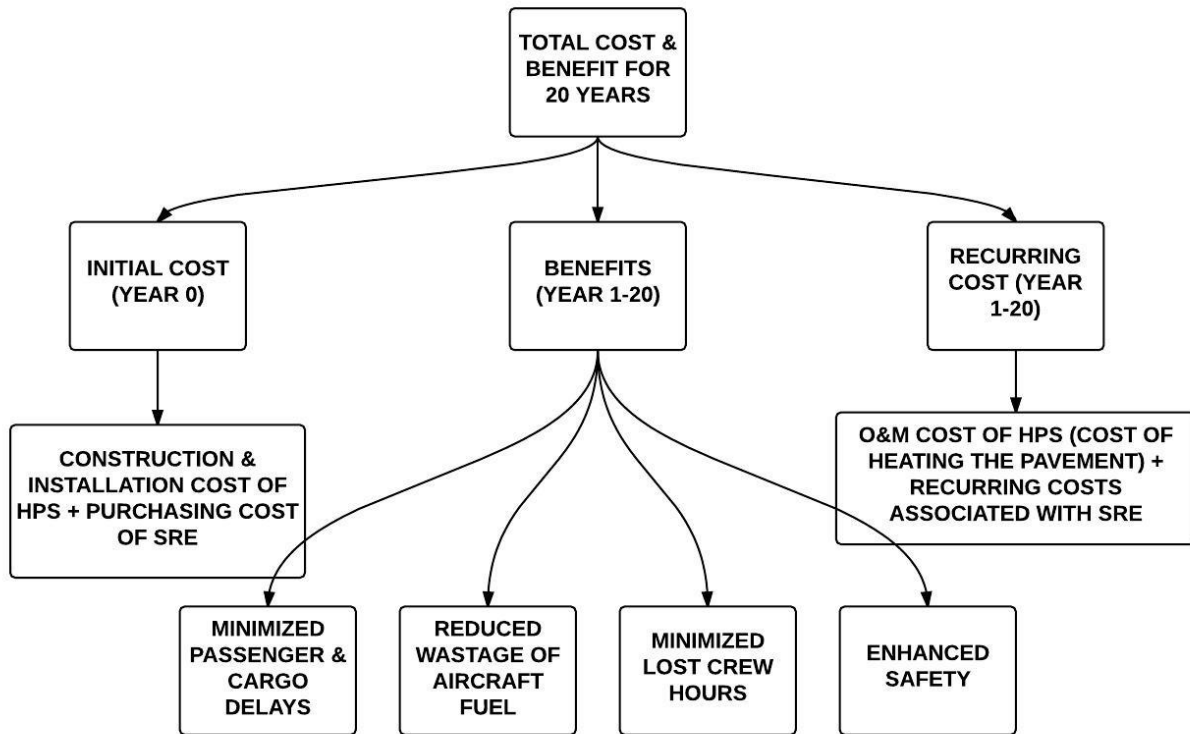 TOTAL COST &
BENEFIT FOR
20 YEARS
INITIAL COST
(YEAR 0)
BENEFITS
(YEAR 1-20)
RECURRING
COST (YEAR
1-20)
CONSTRUCTION &
INSTALLATION COST OF
HPS + PURCHASING COST
OF SRE
O&M COST OF HPS (COST OF
HEATING THE PAVEMENT) +
RECURRING COSTS
ASSOCIATED WITH SRE
MINIMIZED
PASSENGER &
CARGO
DELAYS
REDUCED
WASTAGE OF
AIRCRAFT
FUEL
MINIMIZED
LOST CREW
HOURS
ENHANCED
SAFETY